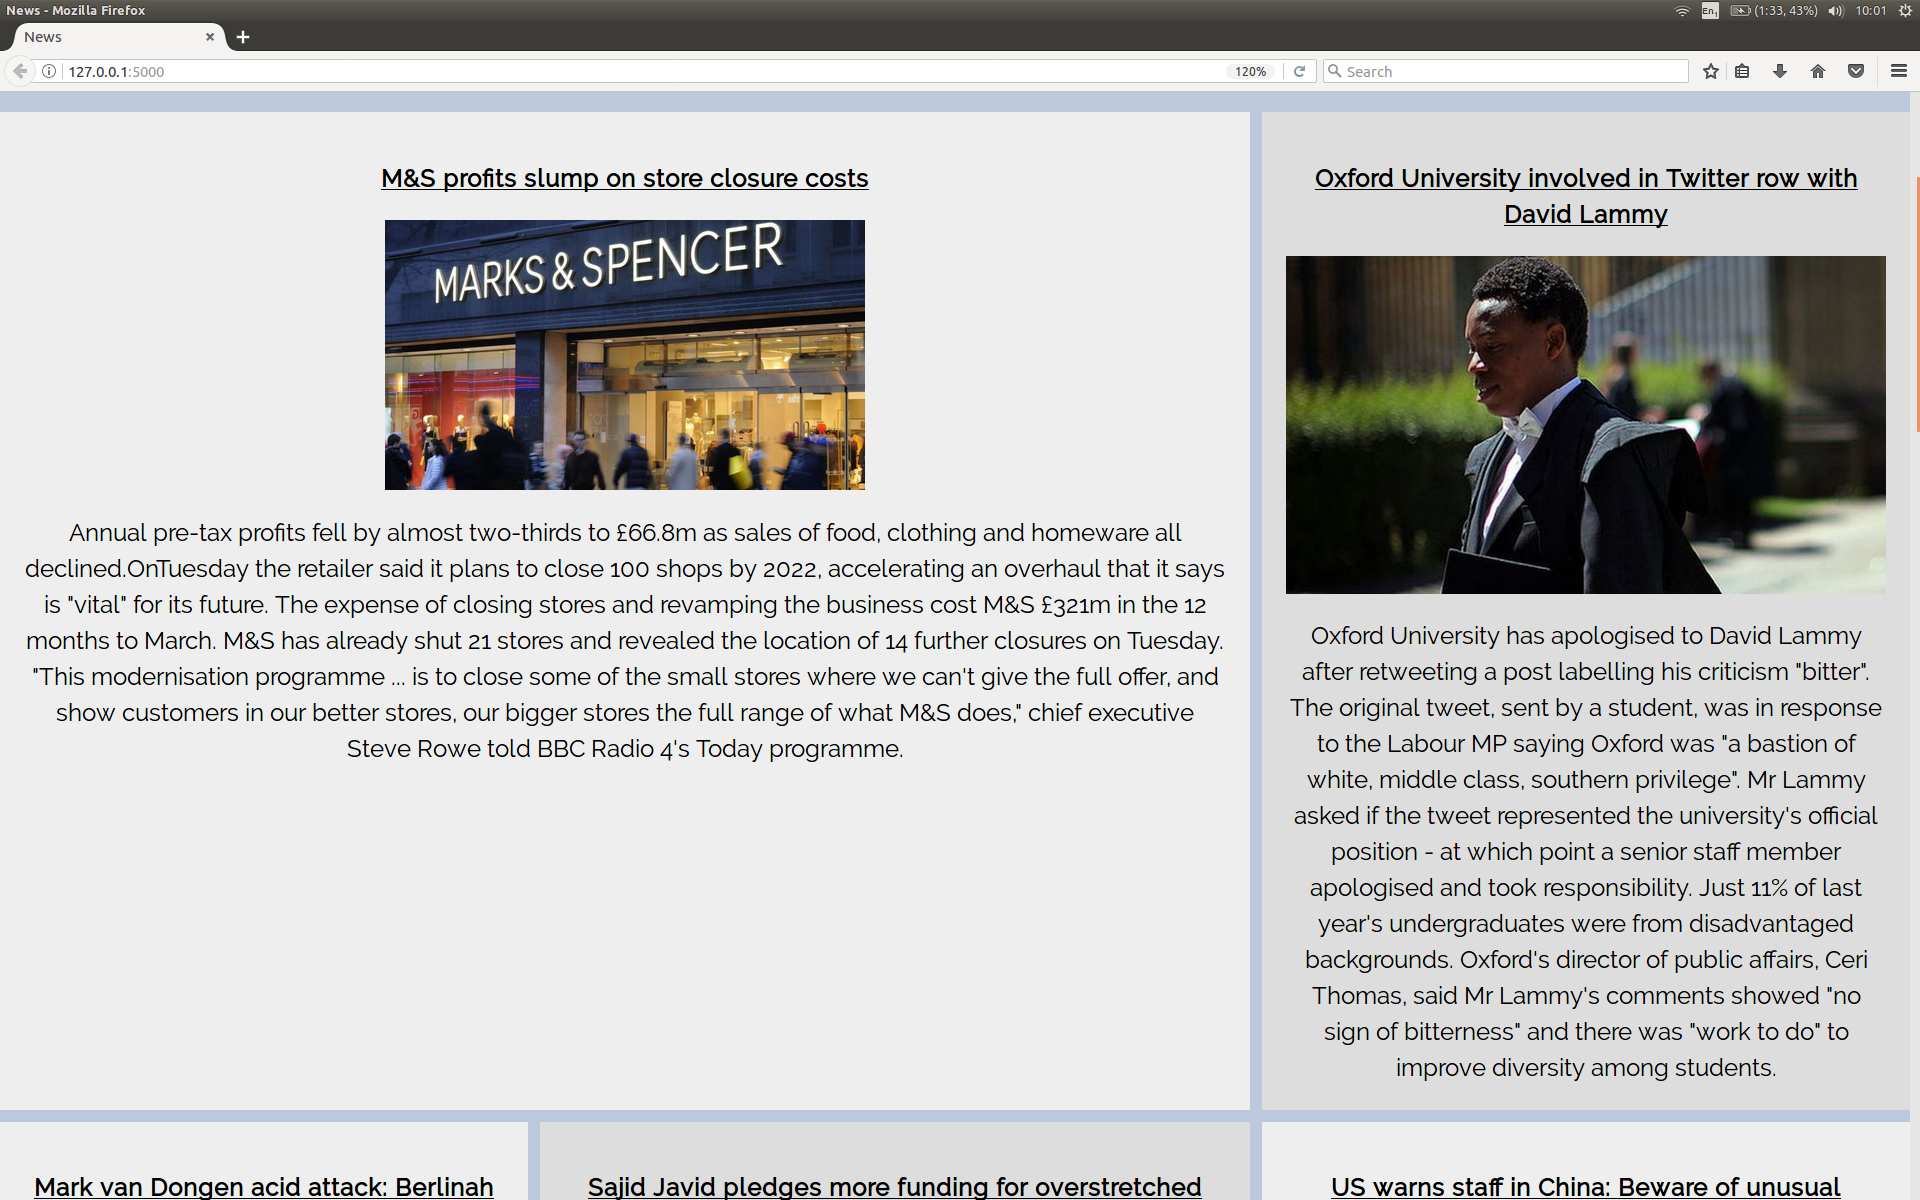 News - Mozilla Firefox
En1 (1:33, 43%) 10:01
News
127.0.0.1:5000 120% Search
M&S profits slump on store closure costs
MARKS & SPENCER
Annual pre-tax profits fell by almost two-thirds to £66.8m as sales of food, clothing and homeware all
declined.OnTuesday the retailer said it plans to close 100 shops by 2022, accelerating an overhaul that it says
is "vital" for its future. The expense of closing stores and revamping the business cost M&S £321m in the 12
months to March. M&S has already shut 21 stores and revealed the location of 14 further closures on Tuesday.
"This modernisation programme ... is to close some of the small stores where we can't give the full offer, and
show customers in our better stores, our bigger stores the full range of what M&S does," chief executive
Steve Rowe told BBC Radio 4's Today programme.
Oxford University involved in Twitter row with
David Lammy
Oxford University has apologised to David Lammy
after retweeting a post labelling his criticism "bitter".
The original tweet, sent by a student, was in response
to the Labour MP saying Oxford was "a bastion of
white, middle class, southern privilege". Mr Lammy
asked if the tweet represented the university's official
position - at which point a senior staff member
apologised and took responsibility. Just 11% of last
year's undergraduates were from disadvantaged
backgrounds. Oxford's director of public affairs, Ceri
Thomas, said Mr Lammy's comments showed "no
sign of bitterness" and there was "work to do" to
improve diversity among students.
Mark van Dongen acid attack: Berlinah
Sajid Javid pledges more funding for overstretched
US warns staff in China: Beware of unusual